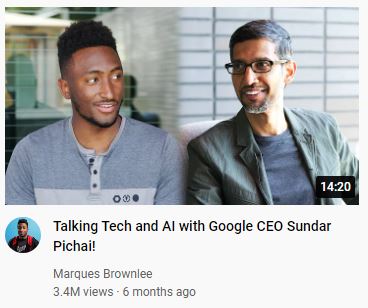 14:20
Talking Tech and AI with Google CEO Sundar
Pichai!
Marques Brownlee
3.4M views · 6 months ago